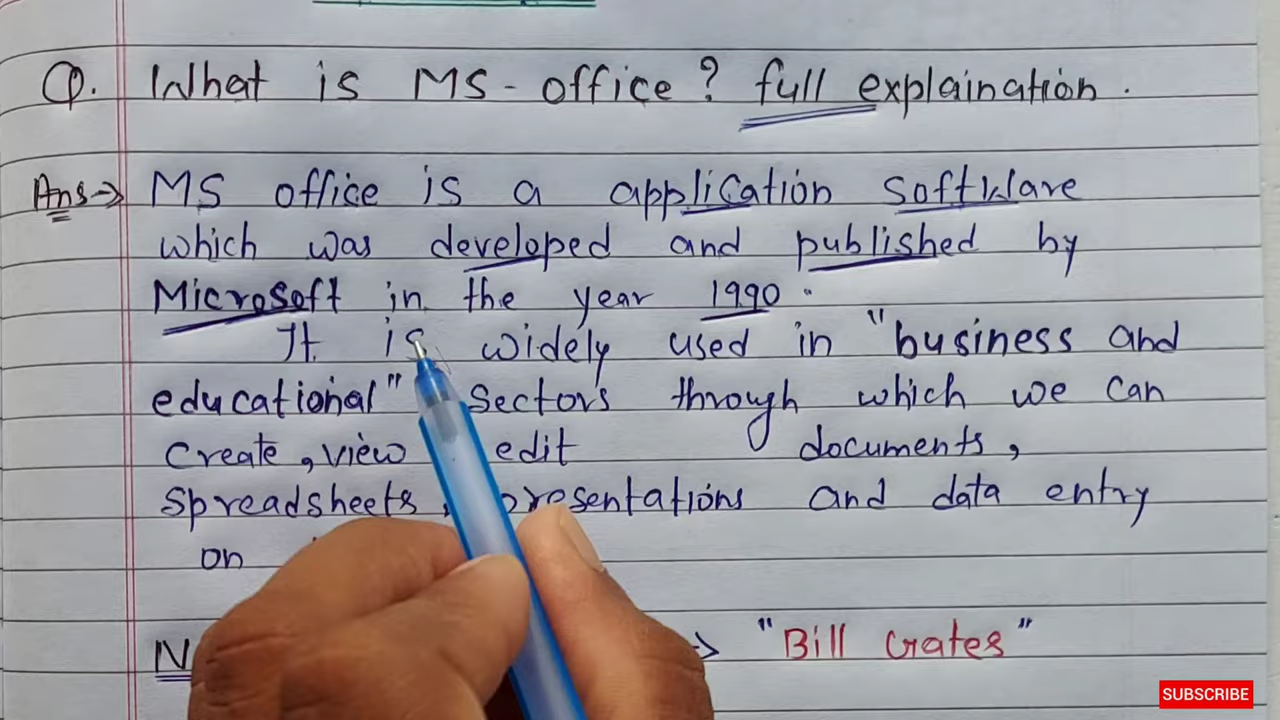 Q. What is MS-office? full explaination.
Ans→ MS office is a application software
which was developed and published by
Microsoft in the year 1990.
It is widely used in "business and
educational" sectors through which we can
create, view edit documents,
spreadsheets, presentations and data entry
on
→ "Bill Gates"
SUBSCRIBE